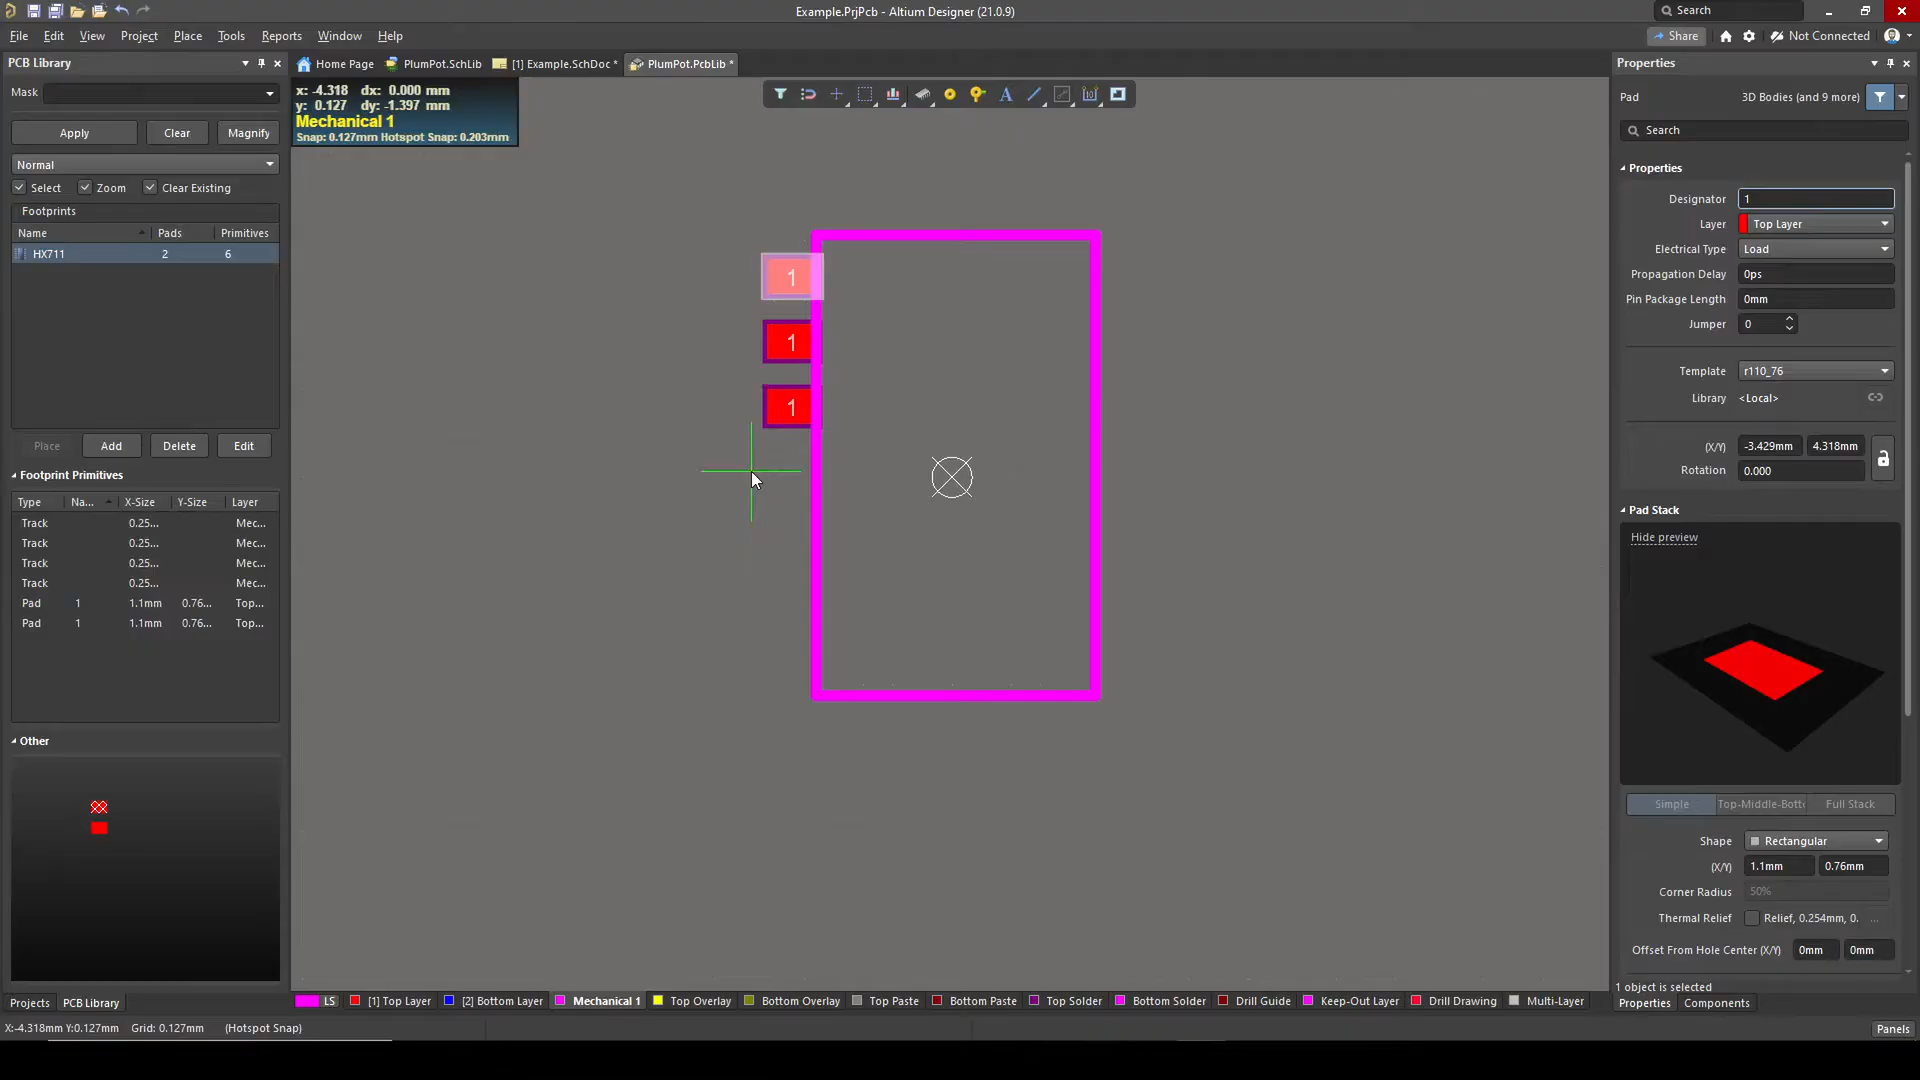 Example.PrjPcb - Altium Designer (21.0.9)
Search
File Edit View Project Place Tools Reports Window Help
Share
Not Connected
PCB Library
Home Page
PlumPot.SchLib
[1] Example.SchDoc *
PlumPot.PcbLib *
Properties
Mask
x: -4.318 dx: 0.000 mm
y: 0.127 dy: -1.397 mm
Mechanical 1
Snap: 0.127mm Hotspot Snap: 0.203mm
Pad
3D Bodies (and 9 more)
Search
Apply
Clear
Magnify
Normal
Select
Zoom
Clear Existing
Footprints
Name Pads Primitives
HX711 2 6
Properties
Designator 1
Layer Top Layer
Electrical Type Load
Propagation Delay 0ps
Pin Package Length 0mm
Jumper 0
Template r110_76
Library <Local>
(X/Y) -3.429mm 4.318mm
Rotation 0.000
1
1
1
Place
Add
Delete
Edit
Footprint Primitives
Type Na... X-Size Y-Size Layer
Track 0.25... Mec...
Track 0.25... Mec...
Track 0.25... Mec...
Track 0.25... Mec...
Pad 1 1.1mm 0.76... Top...
Pad 1 1.1mm 0.76... Top...
Other
Pad Stack
Hide preview
Simple
Top-Middle-Bott
Full Stack
Shape Rectangular
(X/Y) 1.1mm 0.76mm
Corner Radius 50%
Thermal Relief Relief, 0.254mm, 0. ...
Offset From Hole Center (X/Y) 0mm 0mm
1 object is selected
Projects
PCB Library
LS
[1] Top Layer
[2] Bottom Layer
Mechanical 1
Top Overlay
Bottom Overlay
Top Paste
Bottom Paste
Top Solder
Bottom Solder
Drill Guide
Keep-Out Layer
Drill Drawing
Multi-Layer
Properties
Components
X:-4.318mm Y:0.127mm Grid: 0.127mm (Hotspot Snap)
Panels